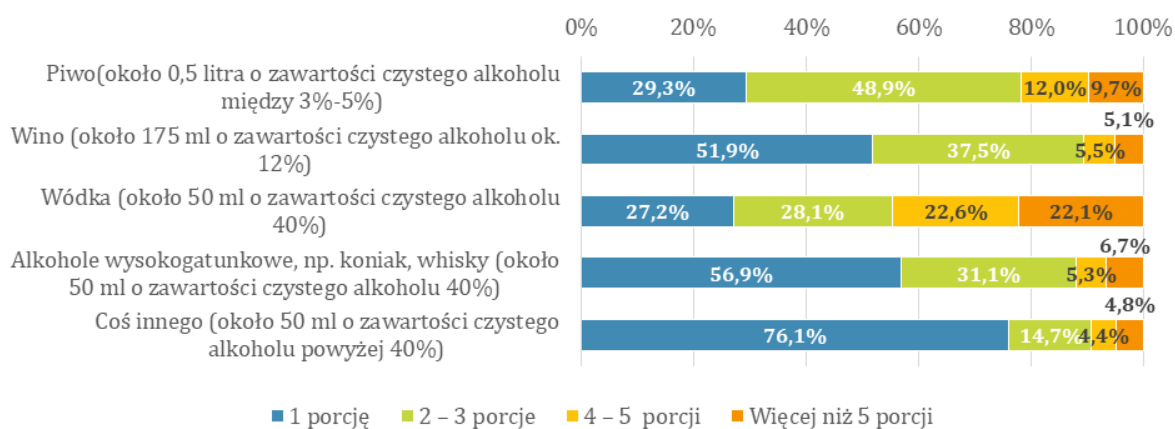 0% 20% 40% 60% 80% 100%
Piwo(około 0,5 litra o zawartości czystego alkoholu
między 3%-5%)
29,3% 48,9% 12,0% 9,7%
Wino (około 175 ml o zawartości czystego alkoholu ok.
12%)
51,9% 37,5% 5,5% 5,1%
Wódka (około 50 ml o zawartości czystego alkoholu
40%)
27,2% 28,1% 22,6% 22,1%
Alkohole wysokogatunkowe, np. koniak, whisky (około
50 ml o zawartości czystego alkoholu 40%)
56,9% 31,1% 5,3% 6,7%
Coś innego (około 50 ml o zawartości czystego
alkoholu powyżej 40%)
76,1% 14,7% 4,4% 4,8%
1 porcję 2 – 3 porcje 4 – 5 porcji Więcej niż 5 porcji